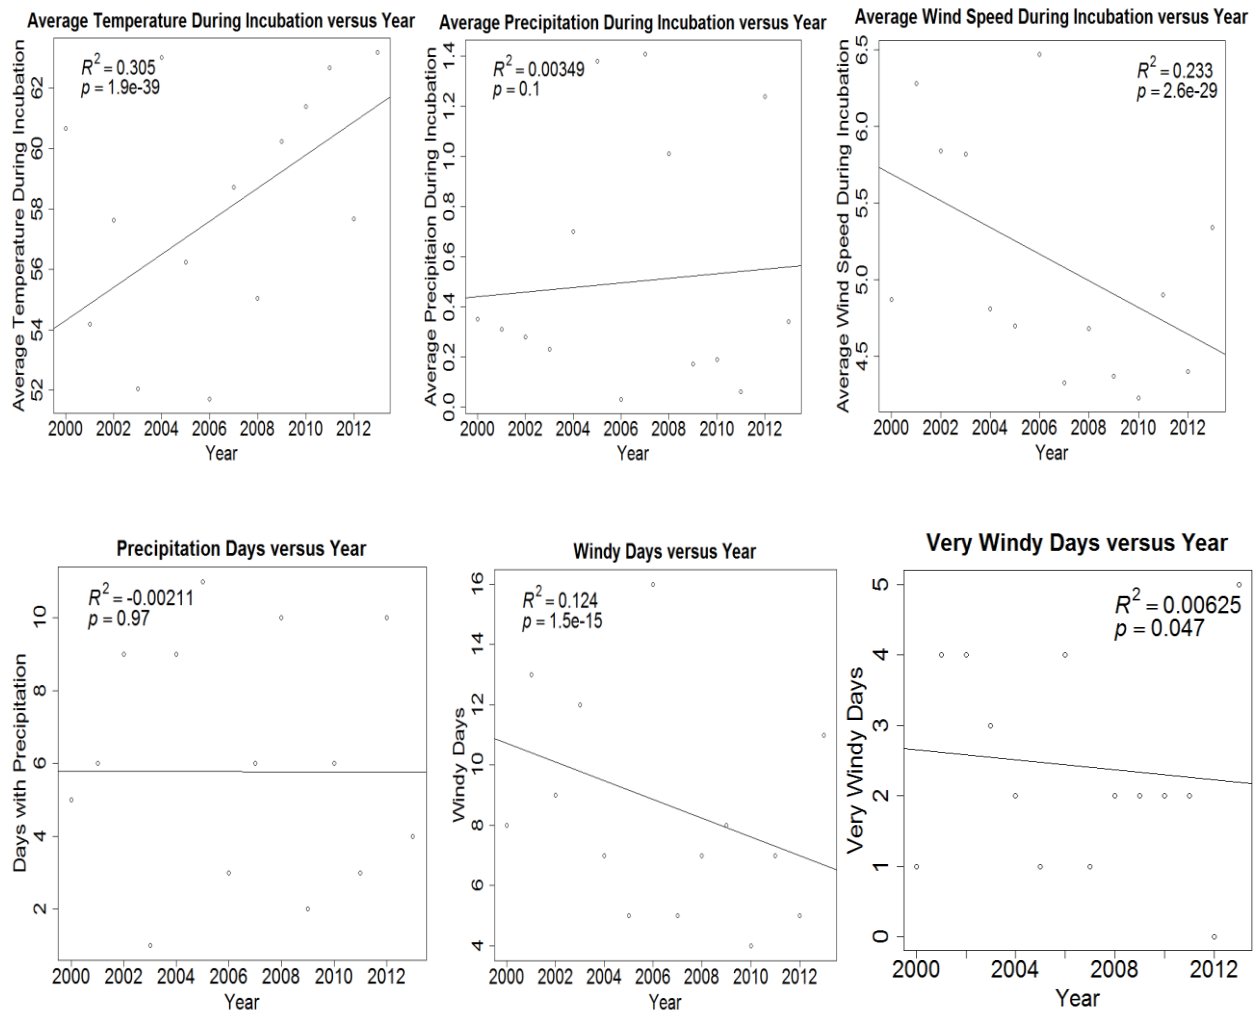 Average Temperature During Incubation versus Year
R² = 0.305
p = 1.9e-39
Average Temperature During Incubation
52 54 56 58 60 62
2000 2002 2004 2006 2008 2010 2012
Year
Average Precipitation During Incubation versus Year
R² = 0.00349
p = 0.1
Average Precipitaion During Incubation
0.0 0.2 0.4 0.6 0.8 1.0 1.2 1.4
2000 2002 2004 2006 2008 2010 2012
Year
Average Wind Speed During Incubation versus Year
R² = 0.233
p = 2.6e-29
Average Wind Speed During Incubation
4.5 5.0 5.5 6.0 6.5
2000 2002 2004 2006 2008 2010 2012
Year
Precipitation Days versus Year
R² = -0.00211
p = 0.97
Days with Precipitation
2 4 6 8 10
2000 2002 2004 2006 2008 2010 2012
Year
Windy Days versus Year
R² = 0.124
p = 1.5e-15
Windy Days
4 6 8 10 12 14 16
2000 2002 2004 2006 2008 2010 2012
Year
Very Windy Days versus Year
R² = 0.00625
p = 0.047
Very Windy Days
0 1 2 3 4 5
2000 2004 2008 2012
Year